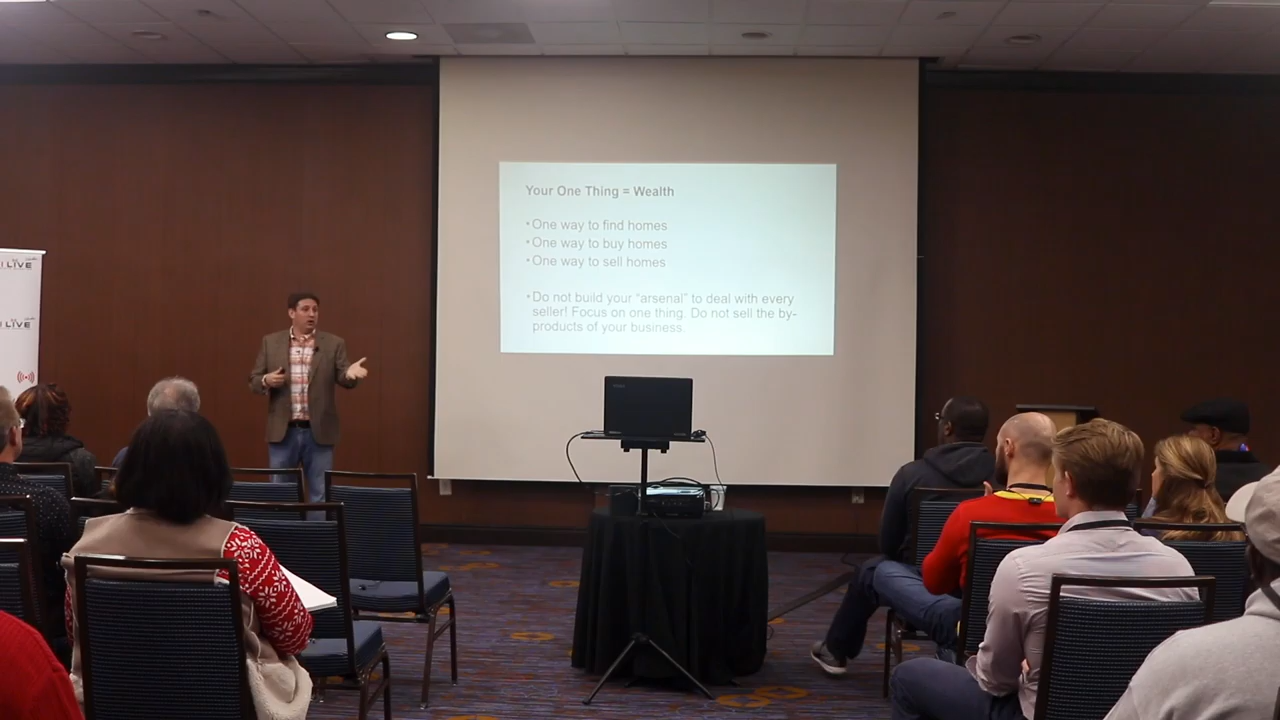 Your One Thing = Wealth
•One way to find homes
•One way to buy homes
•One way to sell homes
•Do not build your “arsenal” to deal with every
seller! Focus on one thing. Do not sell the by-
products of your business.
I LIVE
I LIVE